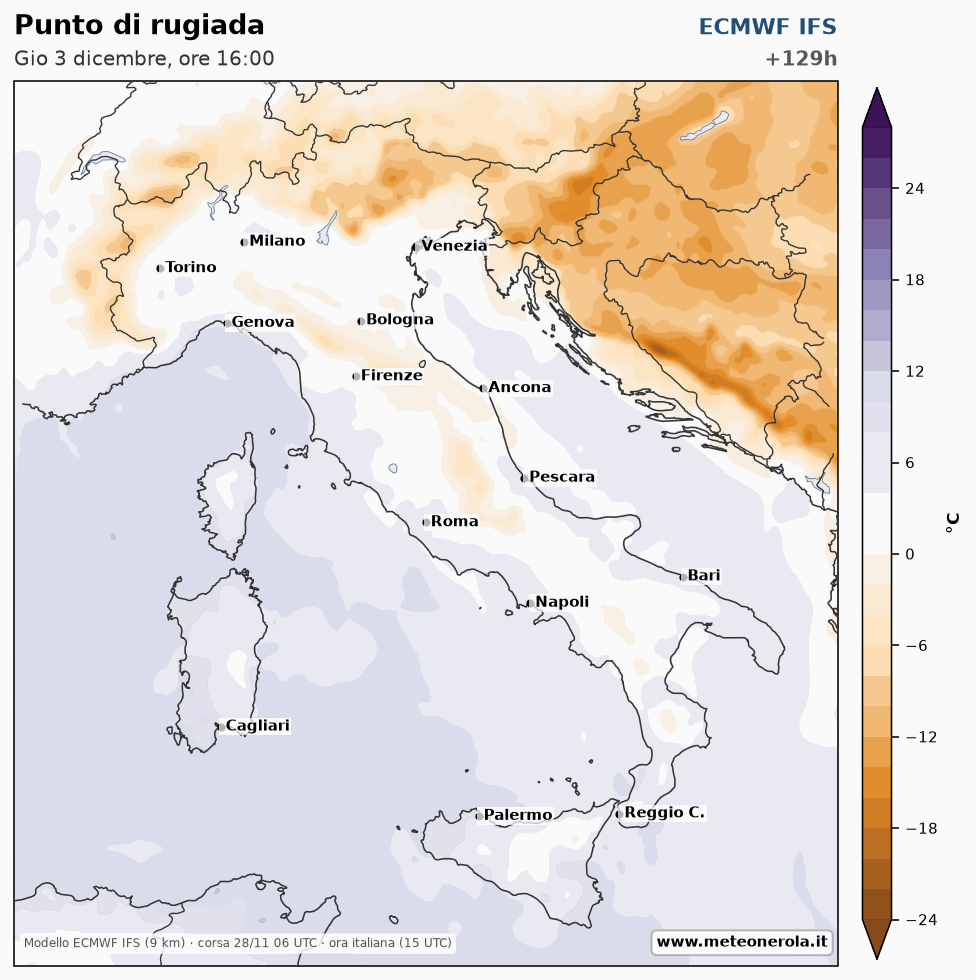 Punto di rugiada
ECMWF IFS
Gio 3 dicembre, ore 16:00
+129h
Milano
Venezia
Torino
Genova
Bologna
Firenze
Ancona
Pescara
Roma
Bari
Napoli
Cagliari
Palermo
Reggio C.
24
18
12
6
0
−6
−12
−18
−24
°C
Modello ECMWF IFS (9 km) · corsa 28/11 06 UTC · ora italiana (15 UTC)
www.meteonerola.it